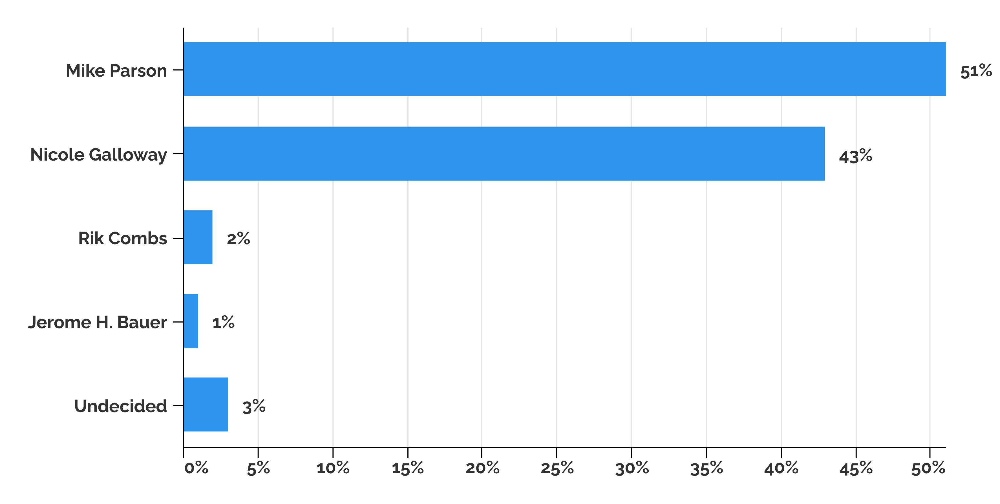 Mike Parson
51%
Nicole Galloway
43%
Rik Combs
2%
Jerome H. Bauer
1%
Undecided
3%
0% 5% 10% 15% 20% 25% 30% 35% 40% 45% 50%